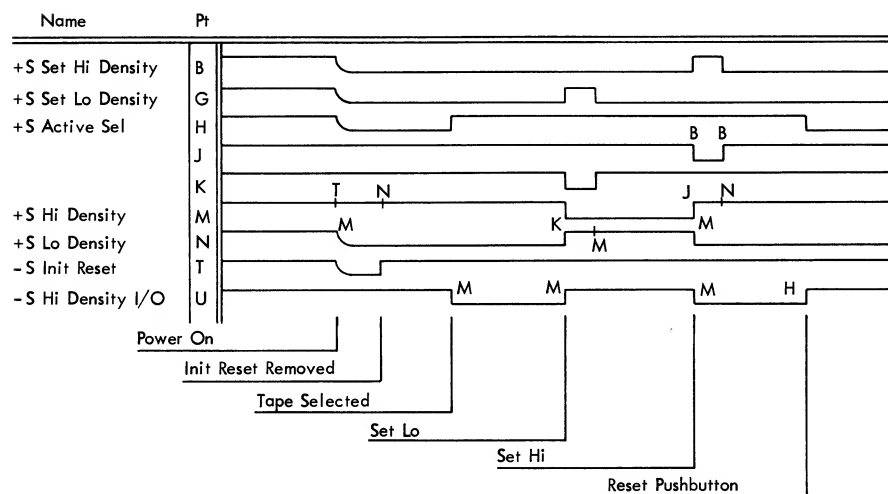 Name Pt
+S Set Hi Density B
+S Set Lo Density G
+S Active Sel H B B
J
K T N J N
+S Hi Density M M K M
+S Lo Density N M
-S Init Reset T
-S Hi Density I/O U M M M H
Power On
Init Reset Removed
Tape Selected
Set Lo
Set Hi
Reset Pushbutton